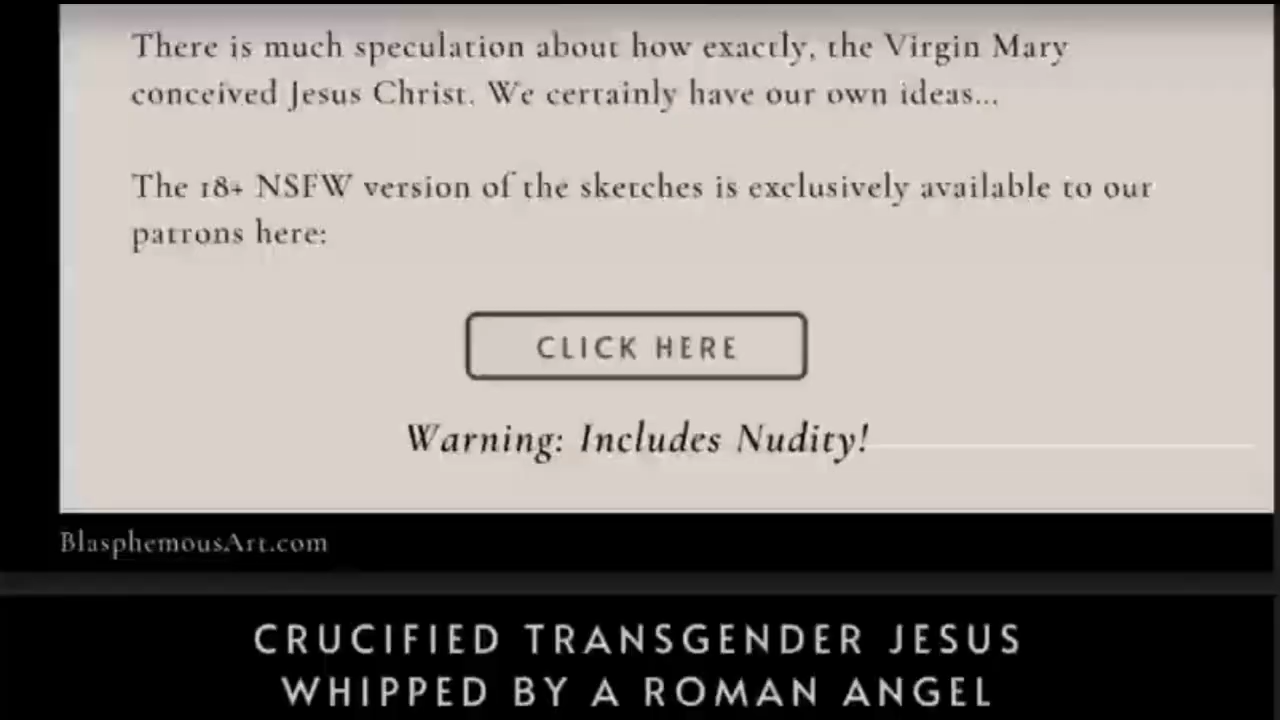 There is much speculation about how exactly, the Virgin Mary
conceived Jesus Christ. We certainly have our own ideas...
The 18+ NSFW version of the sketches is exclusively available to our
patrons here:
CLICK HERE
Warning: Includes Nudity!
BlasphemousArt.com
CRUCIFIED TRANSGENDER JESUS
WHIPPED BY A ROMAN ANGEL